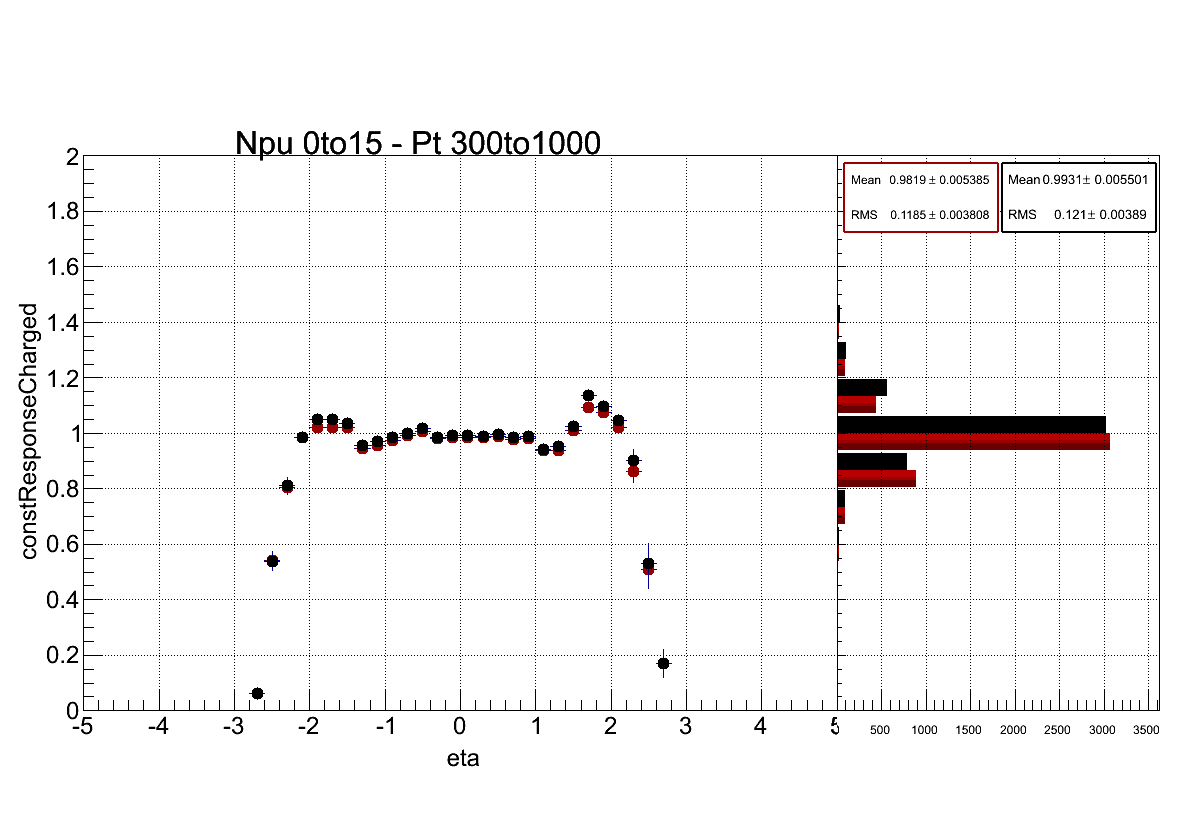 Npu 0to15 - Pt 300to1000
2
1.8
1.6
1.4
1.2
1
0.8
0.6
0.4
0.2
0
constResponseCharged
-5 -4 -3 -2 -1 0 1 2 3 4 5
eta
Mean 0.9819 ± 0.005385
RMS 0.1185 ± 0.003808
Mean 0.9931 ± 0.005501
RMS 0.121 ± 0.00389
500 1000 1500 2000 2500 3000 3500